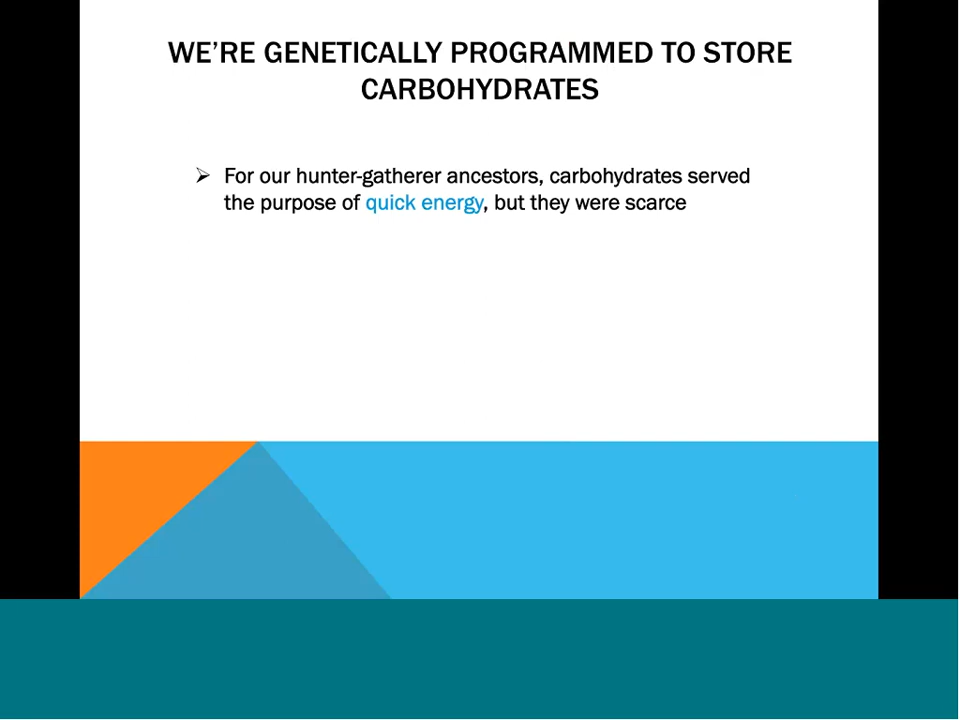 WE’RE GENETICALLY PROGRAMMED TO STORE
CARBOHYDRATES
➢ For our hunter-gatherer ancestors, carbohydrates served
the purpose of quick energy, but they were scarce